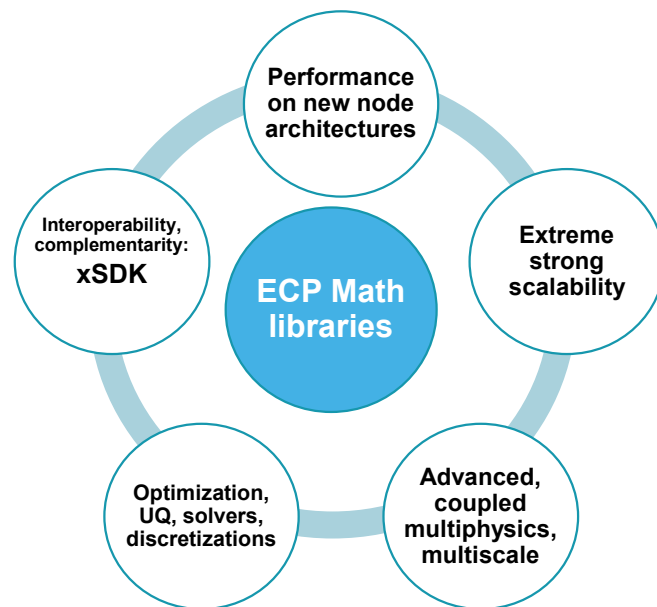 Performance
on new node
architectures
Interoperability,
complementarity:
xSDK
Extreme
strong
scalability
ECP Math
libraries
Optimization,
UQ, solvers,
discretizations
Advanced,
coupled
multiphysics,
multiscale